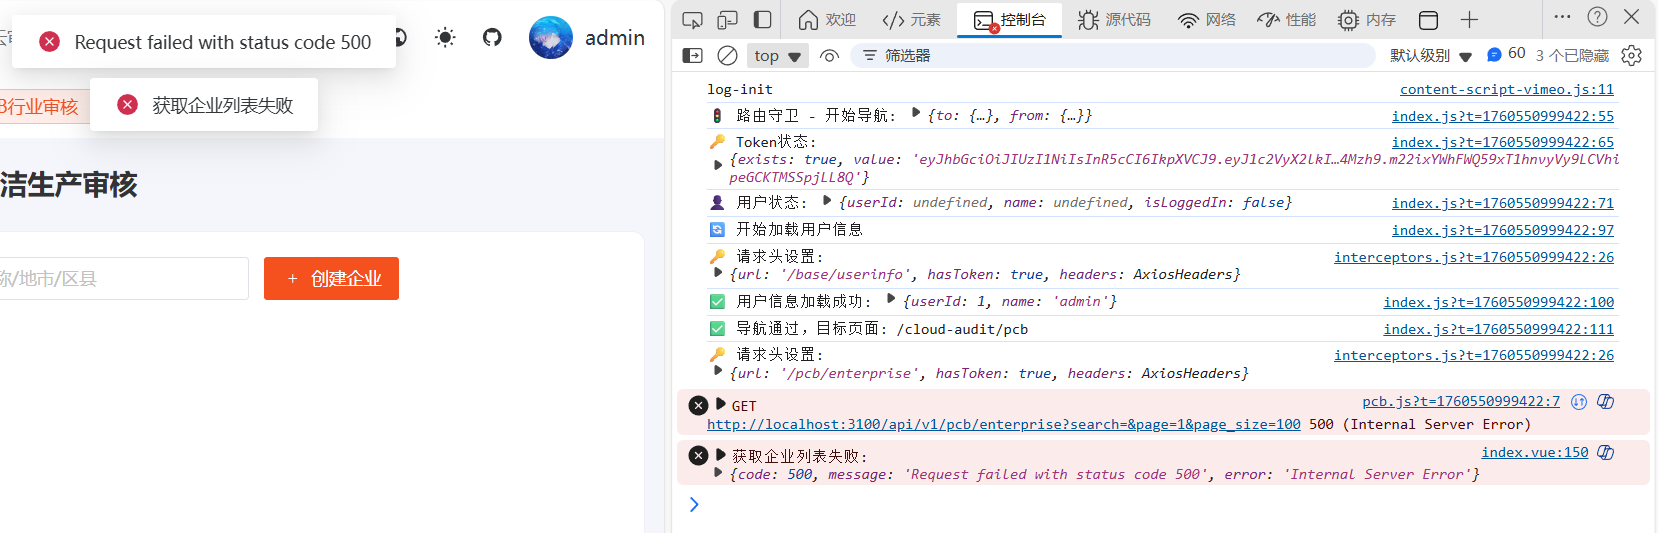 Request failed with status code 500
admin
B行业审核
获取企业列表失败
洁生产审核
称/地市/区县
+ 创建企业
欢迎
元素
控制台
源代码
网络
性能
内存
top
筛选器
默认级别
60
3 个已隐藏
log-init content-script-vimeo.js:11
路由守卫 - 开始导航: {to: {…}, from: {…}} index.js?t=1760550999422:55
Token状态: index.js?t=1760550999422:65
{exists: true, value: 'eyJhbGciOiJIUzI1NiIsInR5cCI6IkpXVCJ9.eyJ1c2VyX2lkI…4Mzh9.m22ixYWhFWQ59xT1hnvyVy9LCVhi
peGCKTMSSpjLL8Q'}
用户状态: {userId: undefined, name: undefined, isLoggedIn: false} index.js?t=1760550999422:71
开始加载用户信息 index.js?t=1760550999422:97
请求头设置: interceptors.js?t=1760550999422:26
{url: '/base/userinfo', hasToken: true, headers: AxiosHeaders}
用户信息加载成功: {userId: 1, name: 'admin'} index.js?t=1760550999422:100
导航通过，目标页面: /cloud-audit/pcb index.js?t=1760550999422:111
请求头设置: interceptors.js?t=1760550999422:26
{url: '/pcb/enterprise', hasToken: true, headers: AxiosHeaders}
GET pcb.js?t=1760550999422:7
http://localhost:3100/api/v1/pcb/enterprise?search=&page=1&page_size=100 500 (Internal Server Error)
获取企业列表失败: index.vue:150
{code: 500, message: 'Request failed with status code 500', error: 'Internal Server Error'}